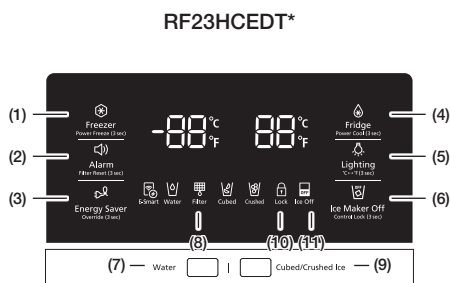 RF23HCEDT*
(1) Freezer
Power Freeze (3 sec)
-88 °C
°F
88 °C
°F
Fridge (4)
Power Cool (3 sec)
(2) Alarm
Filter Reset (3 sec)
Lighting (5)
°C↔°F (3 sec)
(3) Energy Saver
Override (3 sec)
E-Smart Water Filter Cubed Crushed Lock Ice Off
OFF
OFF
Ice Maker Off (6)
Control Lock (3 sec)
(8) (10) (11)
(7) Water | Cubed/Crushed Ice (9)